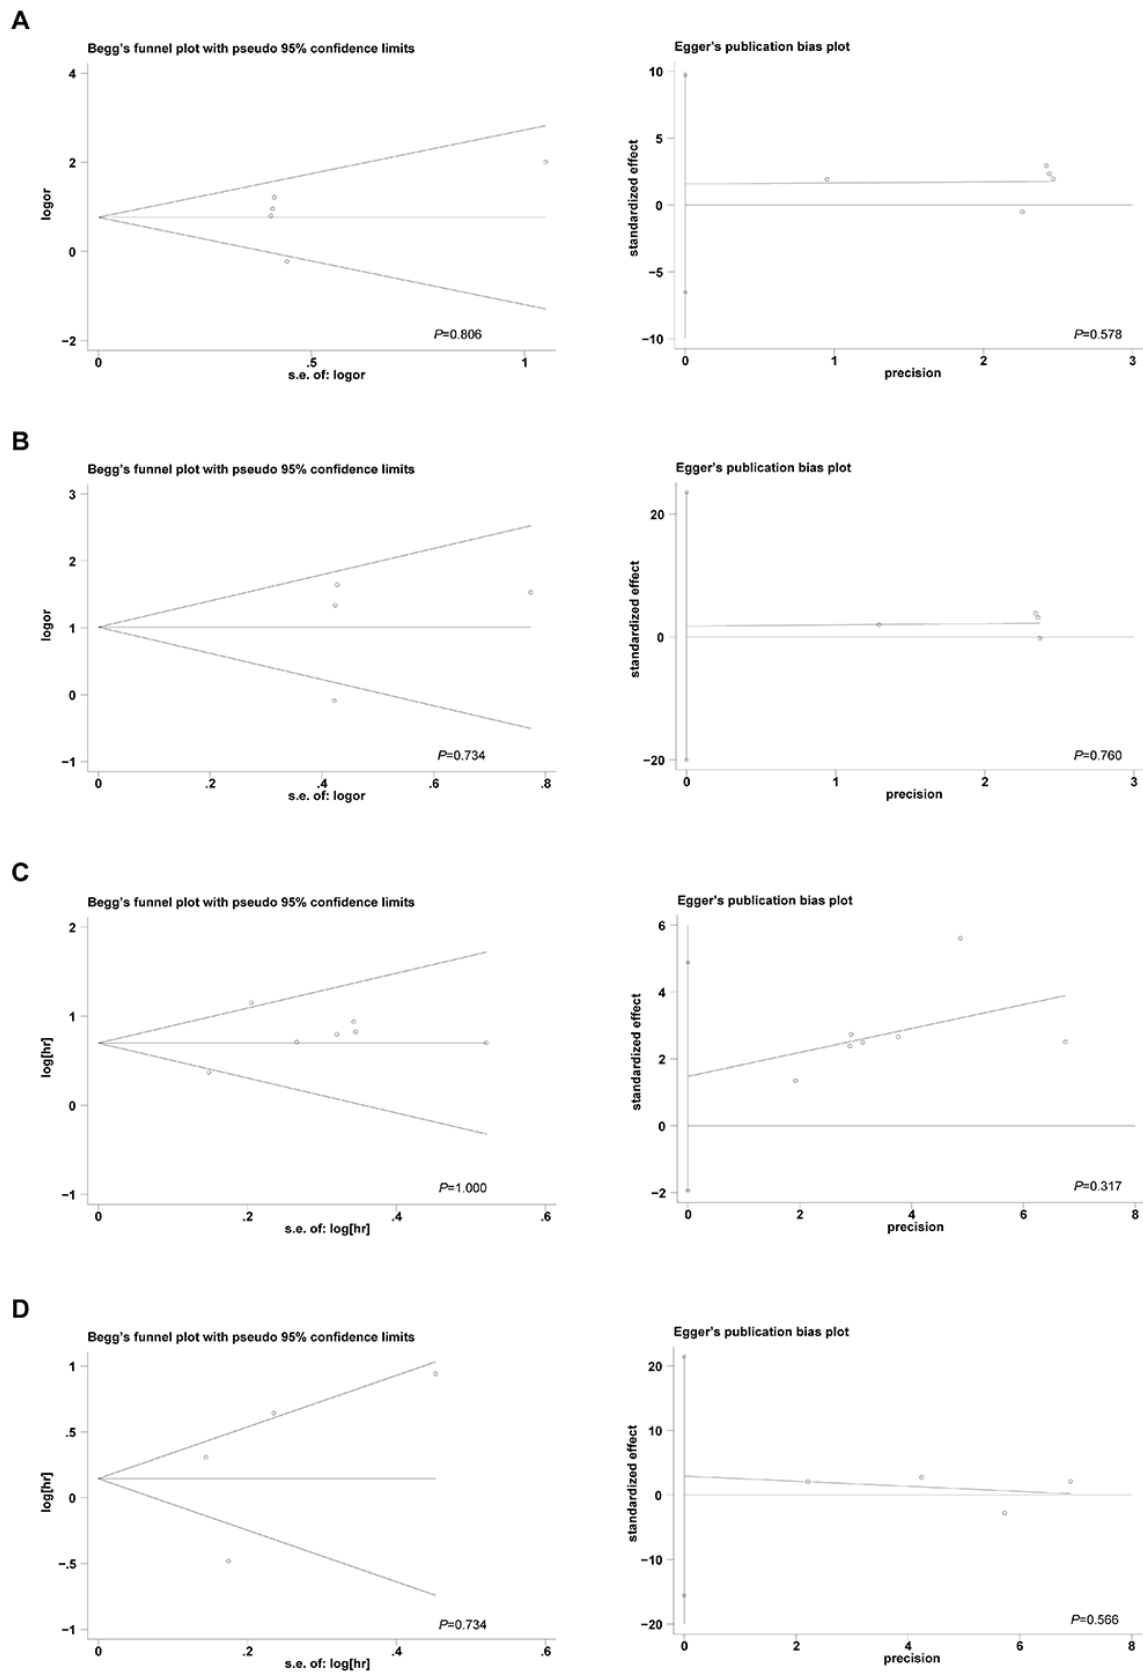 A
Begg's funnel plot with pseudo 95% confidence limits
4
2
0
−2
logor
P=0.806
0 .5 1
s.e. of: logor
Egger's publication bias plot
10
5
0
−5
−10
standardized effect
P=0.578
0 1 2 3
precision
B
Begg's funnel plot with pseudo 95% confidence limits
3
2
1
0
−1
logor
P=0.734
0 .2 .4 .6 .8
s.e. of: logor
Egger's publication bias plot
20
0
−20
standardized effect
P=0.760
0 1 2 3
precision
C
Begg's funnel plot with pseudo 95% confidence limits
2
1
0
−1
log[hr]
P=1.000
0 .2 .4 .6
s.e. of: log[hr]
Egger's publication bias plot
6
4
2
0
−2
standardized effect
P=0.317
0 2 4 6 8
precision
D
Begg's funnel plot with pseudo 95% confidence limits
1
.5
0
−.5
−1
log[hr]
P=0.734
0 .2 .4 .6
s.e. of: log[hr]
Egger's publication bias plot
20
10
0
−10
−20
standardized effect
P=0.566
0 2 4 6 8
precision